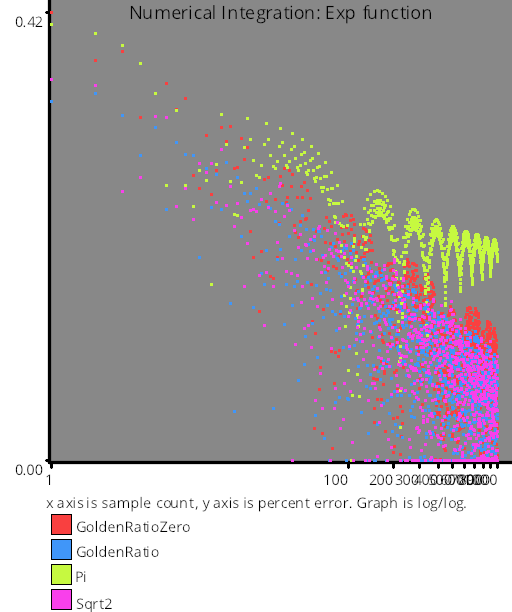 Numerical Integration: Exp function
0.42
0.00
1 100 200 300
x axis is sample count, y axis is percent error. Graph is log/log.
GoldenRatioZero
GoldenRatio
Pi
Sqrt2